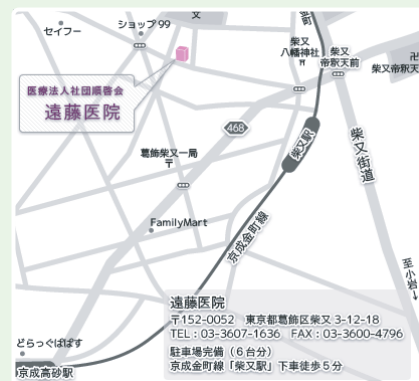 文
セイフー
ショップ99
柴又
八幡神社
柴又
帝釈天前
卍
柴又帝釈天
医療法人社団順啓会
遠藤医院
468
柴又駅
柴又街道
葛飾柴又一局
〒
FamilyMart
京成金町線
至小岩↓
どらっぐぱぱす
京成高砂駅
遠藤医院
〒152-0052 東京都葛飾区柴又 3-12-18
TEL:03-3607-1636 FAX:03-3600-4796
駐車場完備(6台分)
京成金町線「柴又駅」下車徒歩5分